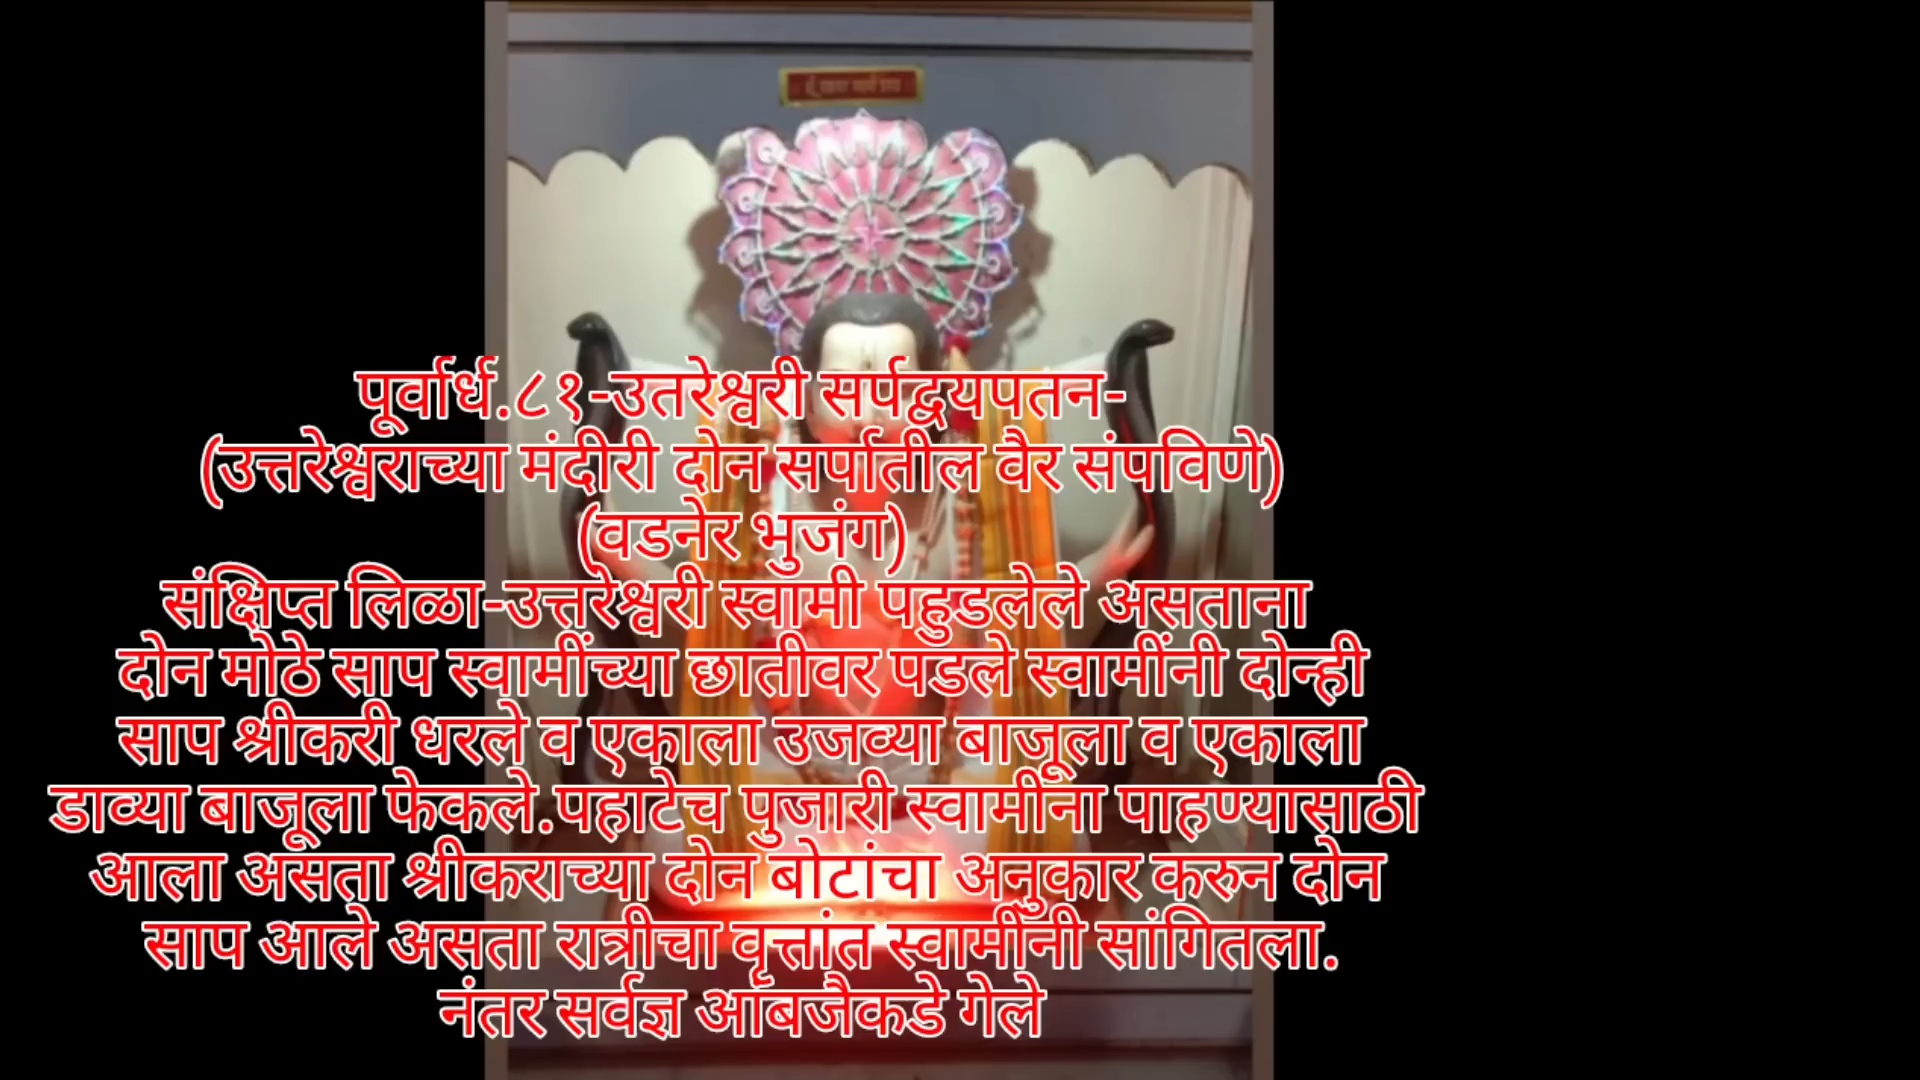 पूर्वार्ध.८१-उतरेश्वरी सर्पद्वयपतन-
(उत्तरेश्वराच्या मंदीरी दोन सर्पातील वैर संपविणे)
(वडनेर भुजंग)
संक्षिप्त लिळा-उत्तरेश्वरी स्वामी पहुडलेले असताना
दोन मोठे साप स्वामींच्या छातीवर पडले स्वामींनी दोन्ही
साप श्रीकरी धरले व एकाला उजव्या बाजूला व एकाला
डाव्या बाजूला फेकले.पहाटेच पुजारी स्वामींना पाहण्यासाठी
आला असता श्रीकराच्या दोन बोटांचा अनुकार करुन दोन
साप आले असता रात्रीचा वृत्तांत स्वामींनी सांगितला.
नंतर सर्वज्ञ आंबजैकडे गेले